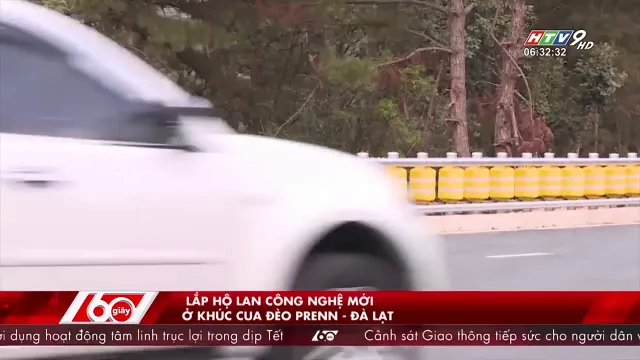 HTV9 HD
06:32:32
60 giây
LẮP HỘ LAN CÔNG NGHỆ MỚI
Ở KHÚC CUA ĐÈO PRENN - ĐÀ LẠT
dụng hoạt động tâm linh trục lợi trong dịp Tết
Cảnh sát Giao thông tiếp sức cho người dân